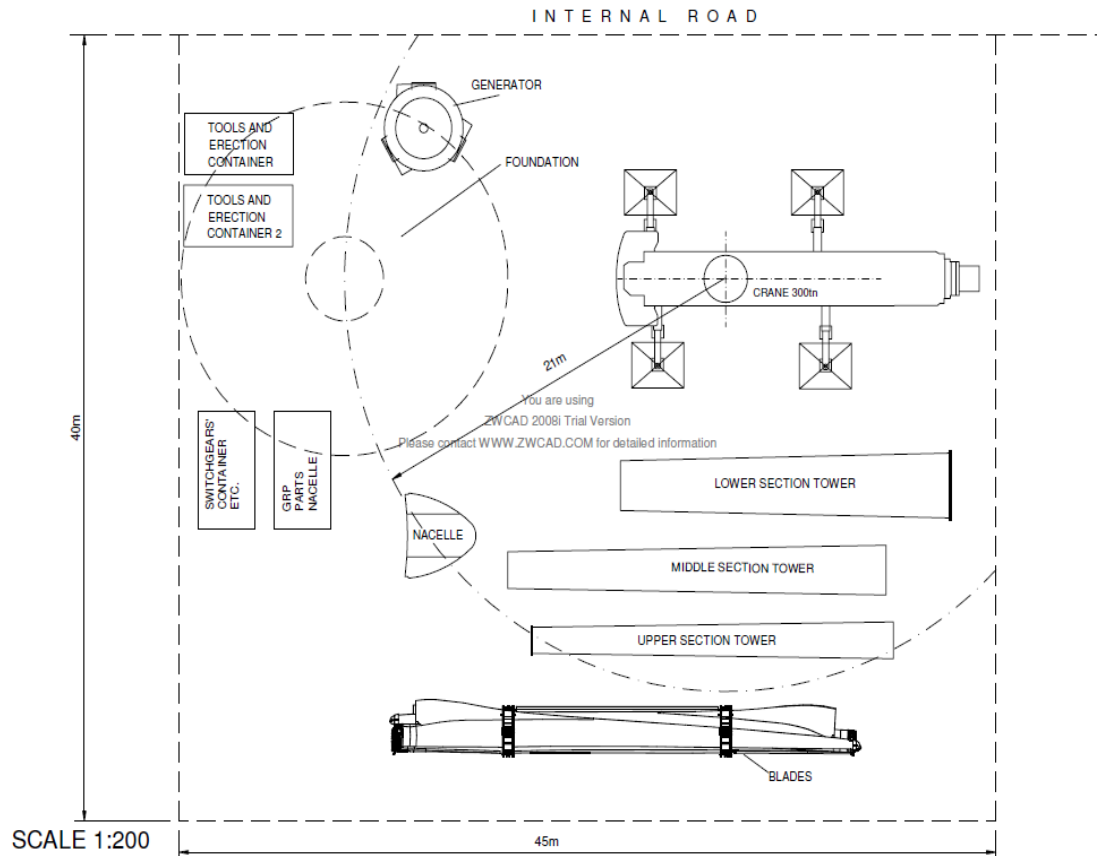 INTERNAL ROAD
GENERATOR
TOOLS AND
ERECTION
CONTAINER
FOUNDATION
TOOLS AND
ERECTION
CONTAINER 2
CRANE 300tn
21m
You are using
ZWCAD 2008i Trial Version
Please contact WWW.ZWCAD.COM for detailed information
40m
SWITCHGEARS'
CONTAINER
ETC.
GRP
PARTS
NACELLE
LOWER SECTION TOWER
NACELLE
MIDDLE SECTION TOWER
UPPER SECTION TOWER
BLADES
SCALE 1:200
45m